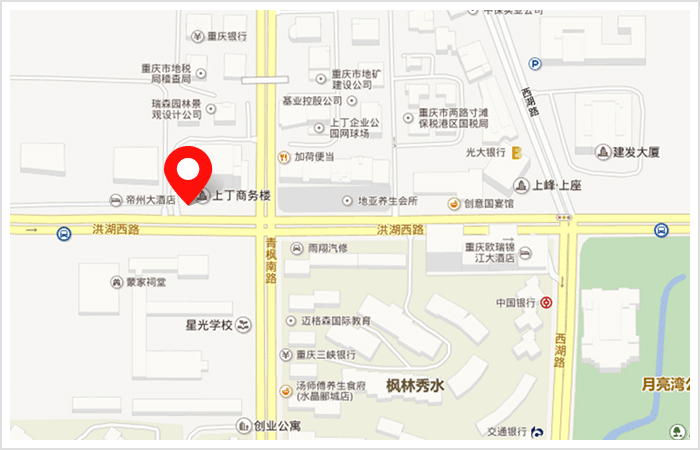 中保实业公司
重庆银行
P
重庆市地税
局稽查局
重庆市地矿
建设公司
西湖路
基业控股公司
瑞森园林景
观设计公司
上丁企业公
园网球场
重庆市两路寸滩
保税港区国税局
加荷便当
光大银行
建发大厦
上峰·上座
帝州大酒店
上丁商务楼
地亚养生会所
创意国宴馆
洪湖西路
洪湖西路
青枫南路
雨翔汽修
重庆欧瑞锦
江大酒店
蒙家祠堂
中国银行
星光学校
迈格森国际教育
重庆三峡银行
西湖路
枫林秀水
月亮湾公
汤师傅养生食府
(水晶郦城店)
创业公寓
交通银行